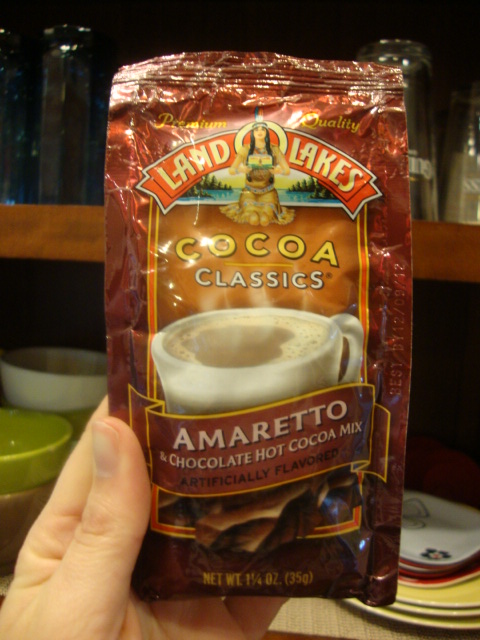 Premium Quality
LAND O LAKES
COCOA
CLASSICS®
AMARETTO
& CHOCOLATE HOT COCOA MIX
ARTIFICIALLY FLAVORED
NET WT. 1¼ OZ. (35g)